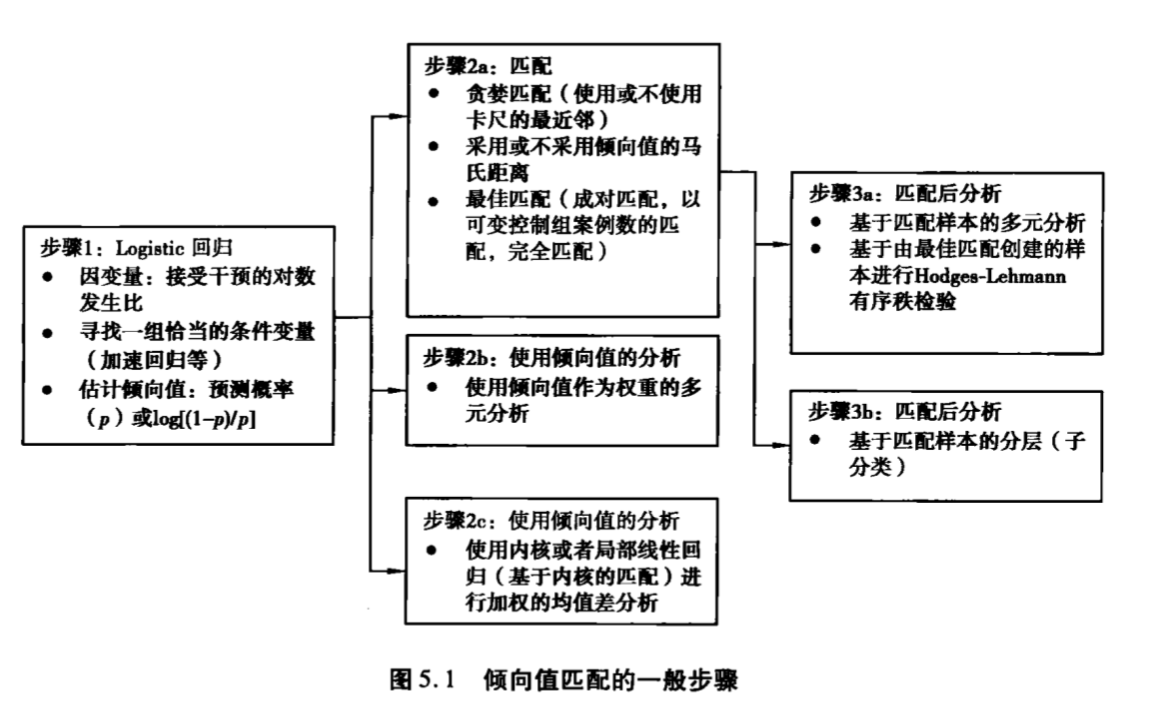 步骤1：Logistic 回归
● 因变量：接受干预的对数
发生比
● 寻找一组恰当的条件变量
（加速回归等）
● 估计倾向值：预测概率
（p）或log[(1−p)/p]
步骤2a：匹配
● 贪婪匹配（使用或不使用
卡尺的最近邻）
● 采用或不采用倾向值的马
氏距离
● 最佳匹配（成对匹配，以
可变控制组案例数的匹
配，完全匹配）
步骤2b：使用倾向值的分析
● 使用倾向值作为权重的多
元分析
步骤2c：使用倾向值的分析
● 使用内核或者局部线性回
归（基于内核的匹配）进
行加权的均值差分析
步骤3a：匹配后分析
● 基于匹配样本的多元分析
● 基于由最佳匹配创建的样
本进行Hodges-Lehmann
有序秩检验
步骤3b：匹配后分析
● 基于匹配样本的分层（子
分类）
图 5.1 倾向值匹配的一般步骤